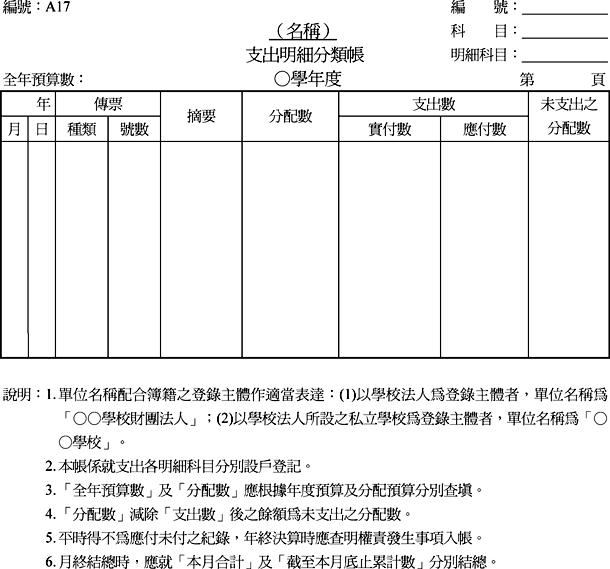 編號：A17
編　　號：
（名稱）
科　　目：
支出明細分類帳
明細科目：
全年預算數：
○學年度
第　　頁
年
傳票
摘要
分配數
支出數
未支出之
分配數
月
日
種類
號數
實付數
應付數
說明：1.單位名稱配合簿籍之登錄主體作適當表達：(1)以學校法人為登錄主體者，單位名稱為
「○○學校財團法人」；(2)以學校法人所設之私立學校為登錄主體者，單位名稱為「○
○學校」。
2.本帳係就支出各明細科目分別設戶登記。
3.「全年預算數」及「分配數」應根據年度預算及分配預算分別查填。
4.「分配數」減除「支出數」後之餘額為未支出之分配數。
5.平時得不為應付未付之紀錄，年終決算時應查明權責發生事項入帳。
6.月終結總時，應就「本月合計」及「截至本月底止累計數」分別結總。